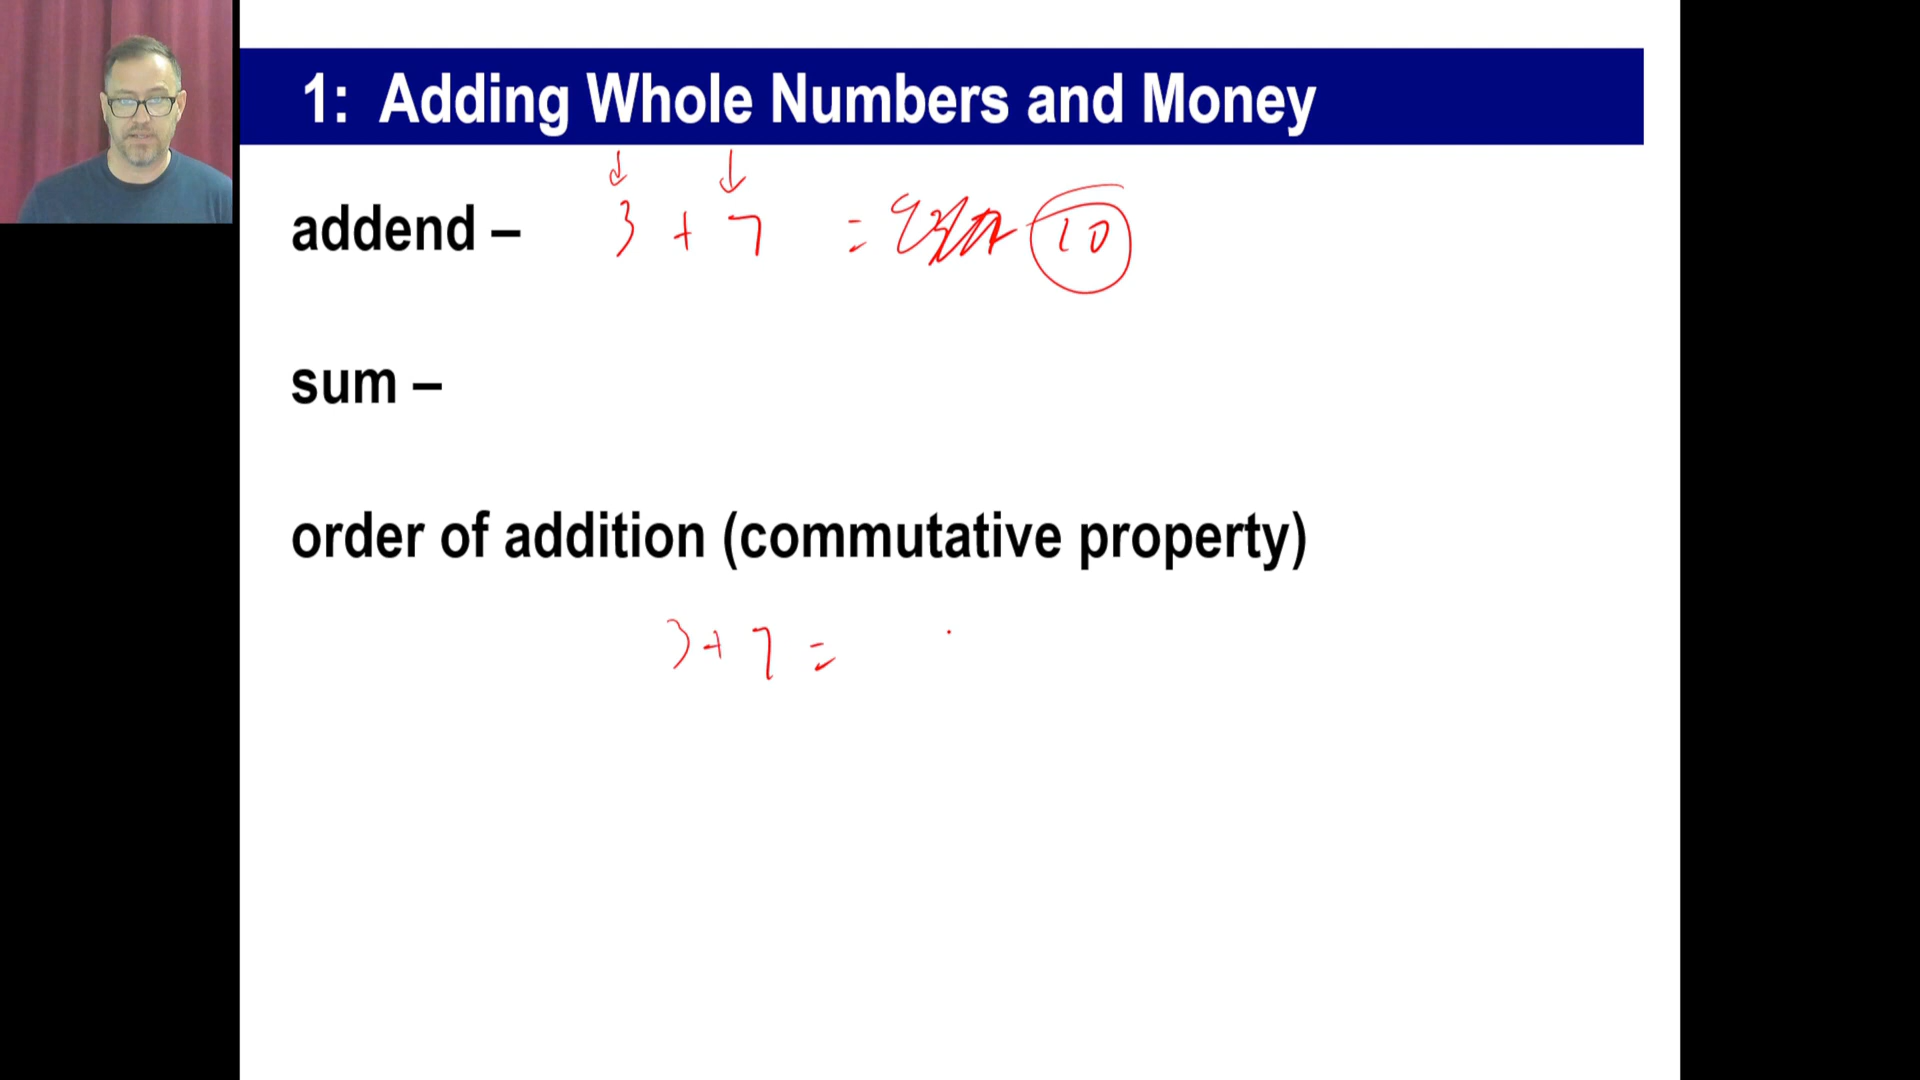 1: Adding Whole Numbers and Money
addend – 3 + 7 = 10
sum –
order of addition (commutative property)
3 + 7 =